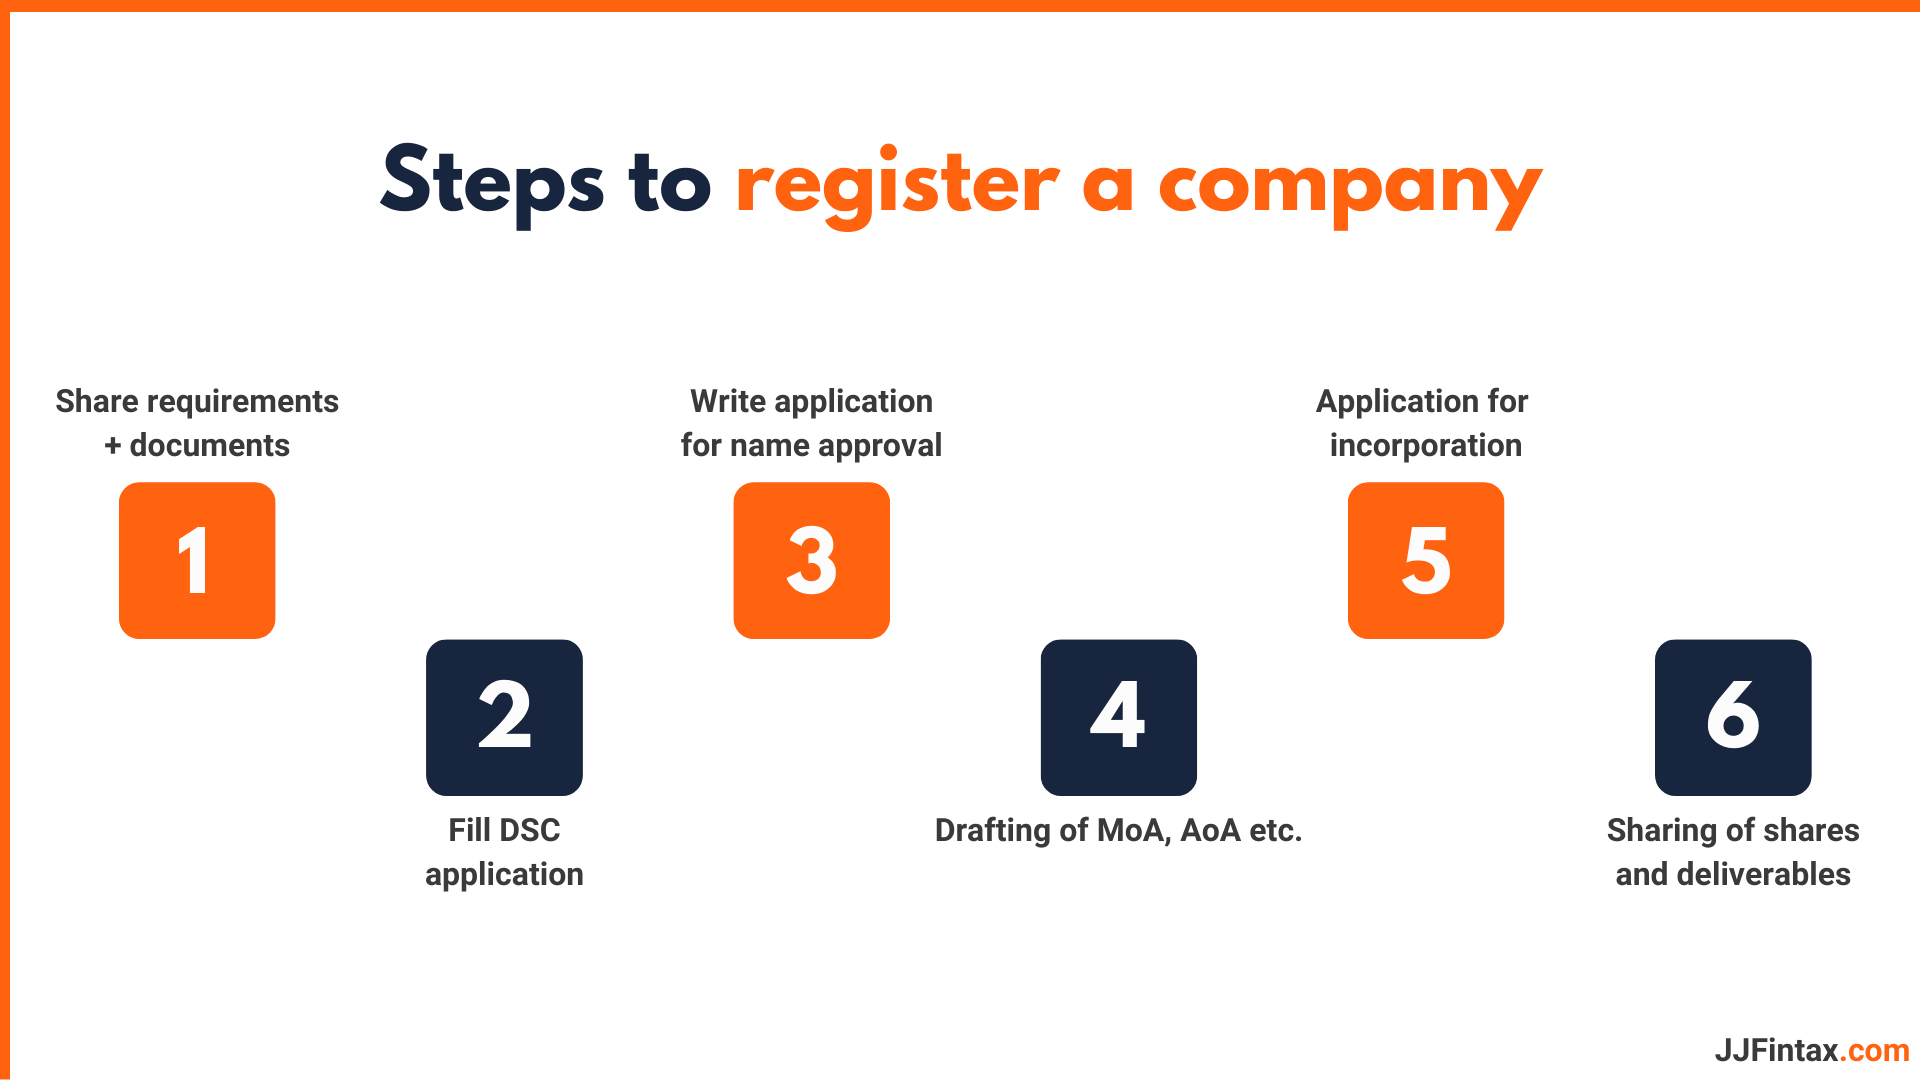 Steps to register a company
Share requirements
+ documents
1
2
Fill DSC
application
Write application
for name approval
3
4
Drafting of MoA, AoA etc.
Application for
incorporation
5
6
Sharing of shares
and deliverables
JJFintax.com